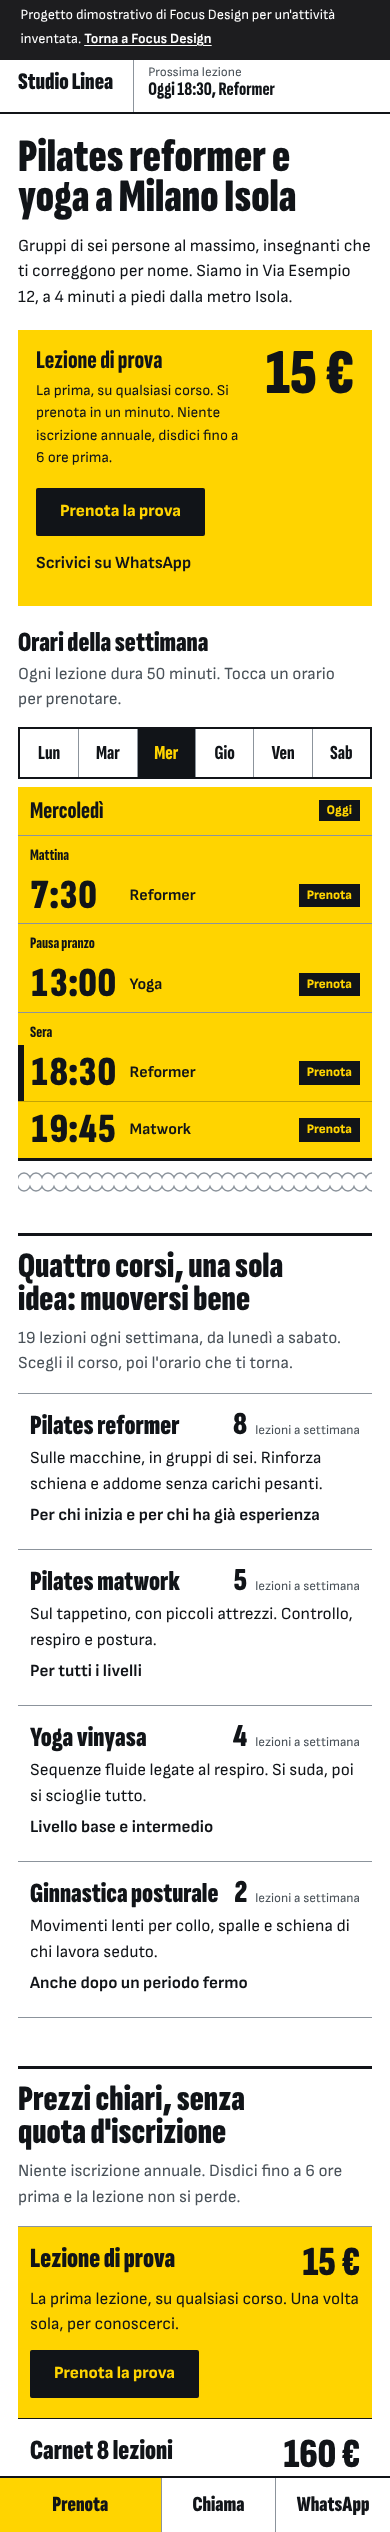 Progetto dimostrativo di Focus Design per un'attività
inventata. Torna a Focus Design
Studio Linea
Prossima lezione
Oggi 18:30, Reformer
Pilates reformer e
yoga a Milano Isola
Gruppi di sei persone al massimo, insegnanti che
ti correggono per nome. Siamo in Via Esempio
12, a 4 minuti a piedi dalla metro Isola.
Lezione di prova
15 €
La prima, su qualsiasi corso. Si
prenota in un minuto. Niente
iscrizione annuale, disdici fino a
6 ore prima.
Prenota la prova
Scrivici su WhatsApp
Orari della settimana
Ogni lezione dura 50 minuti. Tocca un orario
per prenotare.
Lun Mar Mer Gio Ven Sab
Mercoledì Oggi
Mattina
7:30 Reformer Prenota
Pausa pranzo
13:00 Yoga Prenota
Sera
18:30 Reformer Prenota
19:45 Matwork Prenota
Quattro corsi, una sola
idea: muoversi bene
19 lezioni ogni settimana, da lunedì a sabato.
Scegli il corso, poi l'orario che ti torna.
Pilates reformer 8 lezioni a settimana
Sulle macchine, in gruppi di sei. Rinforza
schiena e addome senza carichi pesanti.
Per chi inizia e per chi ha già esperienza
Pilates matwork 5 lezioni a settimana
Sul tappetino, con piccoli attrezzi. Controllo,
respiro e postura.
Per tutti i livelli
Yoga vinyasa 4 lezioni a settimana
Sequenze fluide legate al respiro. Si suda, poi
si scioglie tutto.
Livello base e intermedio
Ginnastica posturale 2 lezioni a settimana
Movimenti lenti per collo, spalle e schiena di
chi lavora seduto.
Anche dopo un periodo fermo
Prezzi chiari, senza
quota d'iscrizione
Niente iscrizione annuale. Disdici fino a 6 ore
prima e la lezione non si perde.
Lezione di prova 15 €
La prima lezione, su qualsiasi corso. Una volta
sola, per conoscerci.
Prenota la prova
Carnet 8 lezioni 160 €
Prenota Chiama WhatsApp